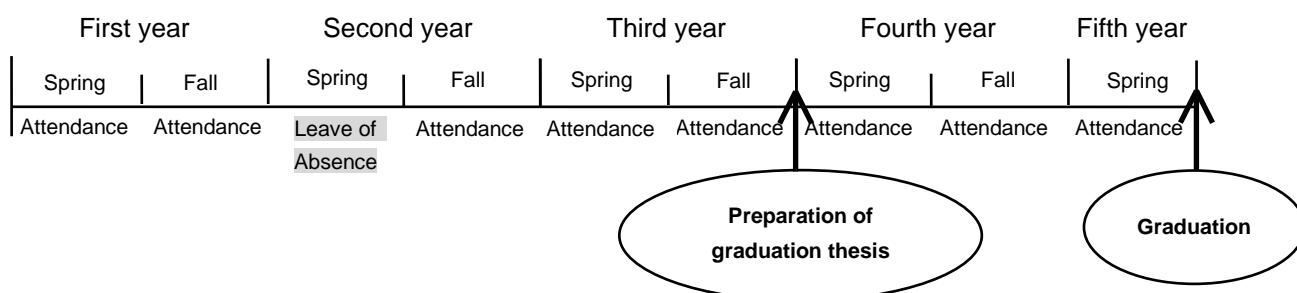 First year Second year Third year Fourth year Fifth year
Spring Fall Spring Fall Spring Fall Spring Fall Spring
Attendance Attendance Leave of Attendance Attendance Attendance Attendance Attendance Attendance
Absence
Preparation of
graduation thesis
Graduation